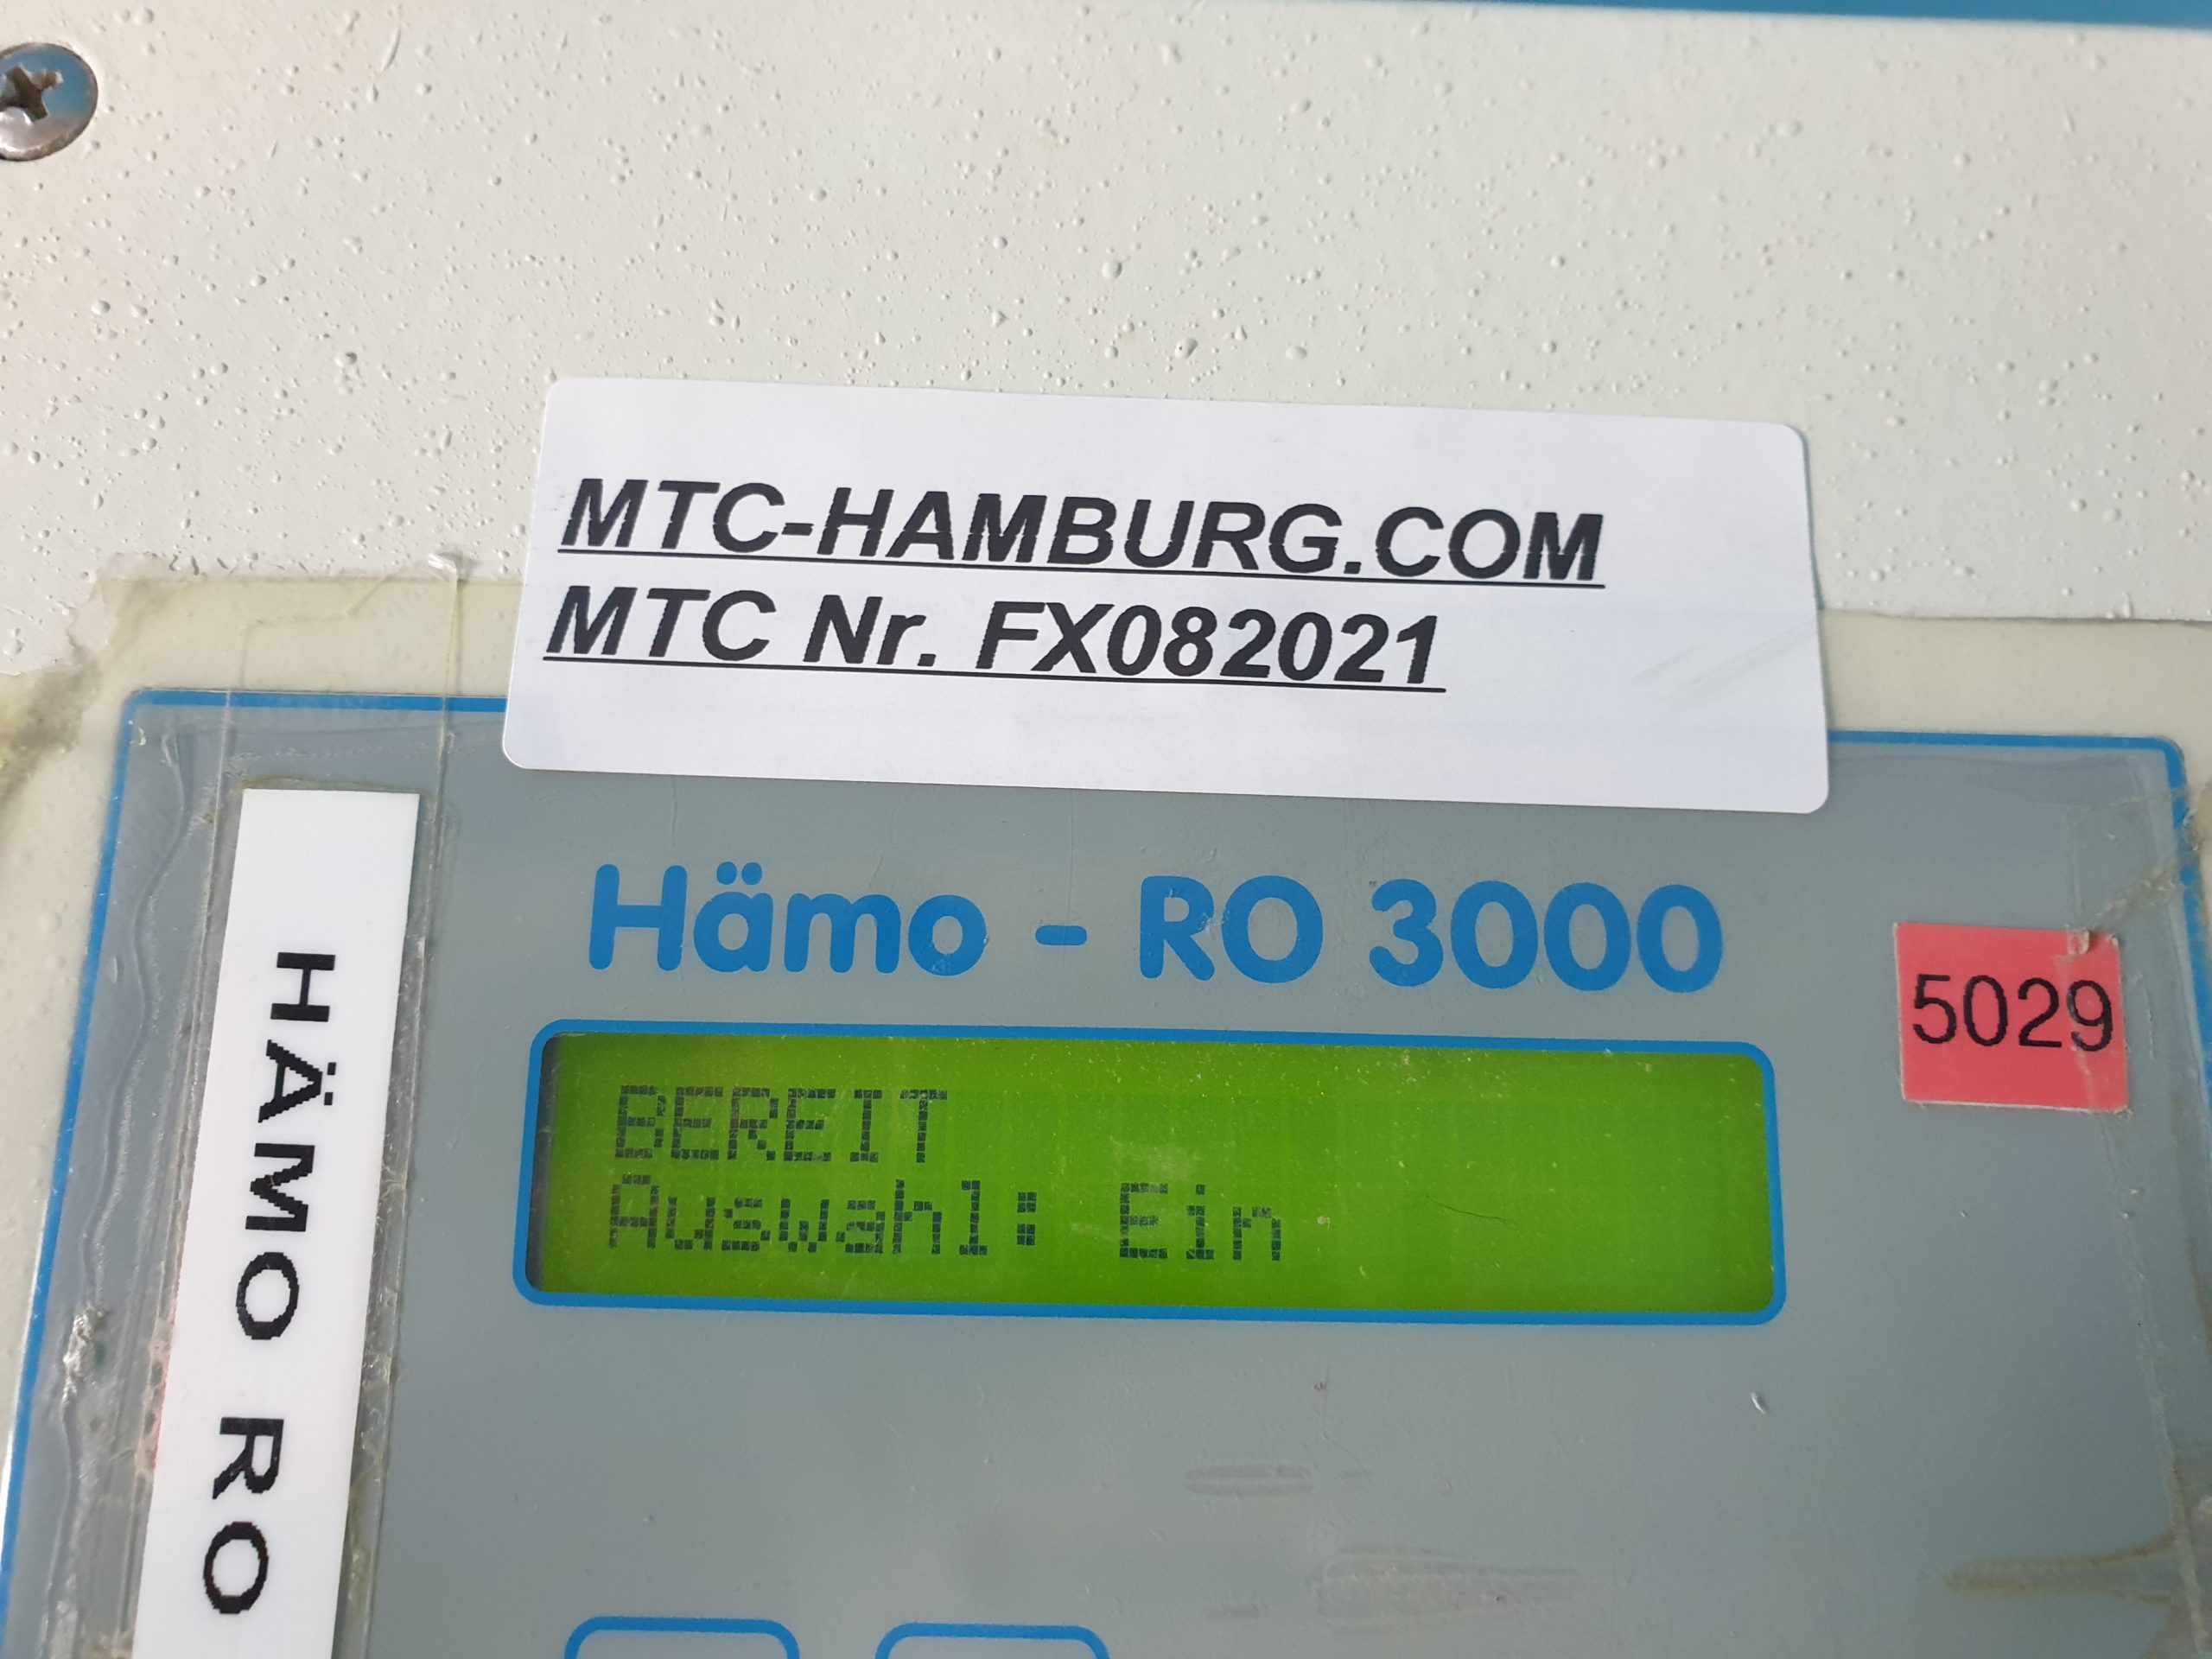 MTC-HAMBURG.COM
MTC Nr. FX082021
Hämo - RO 3000
5029
BEREIT
Auswahl: Ein
HÄMO RO